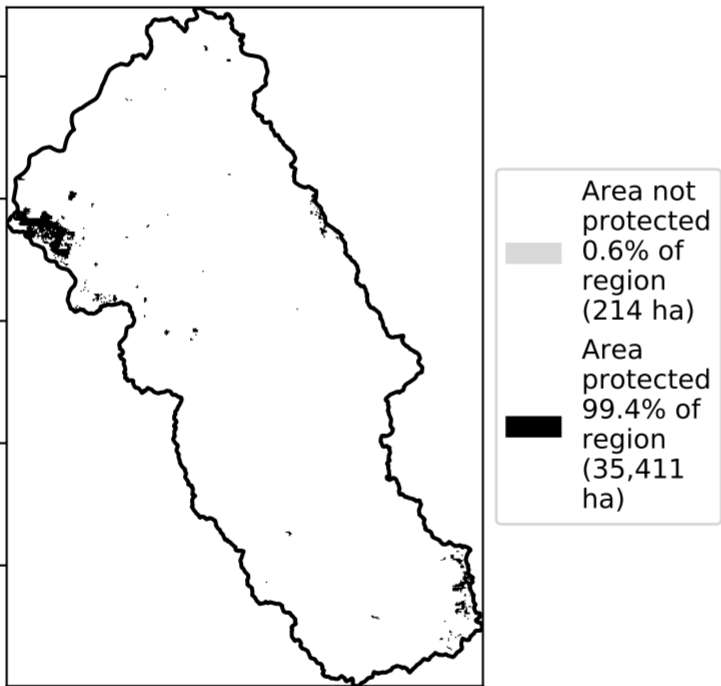 Area not
protected
0.6% of
region
(214 ha)
Area
protected
99.4% of
region
(35,411
ha)